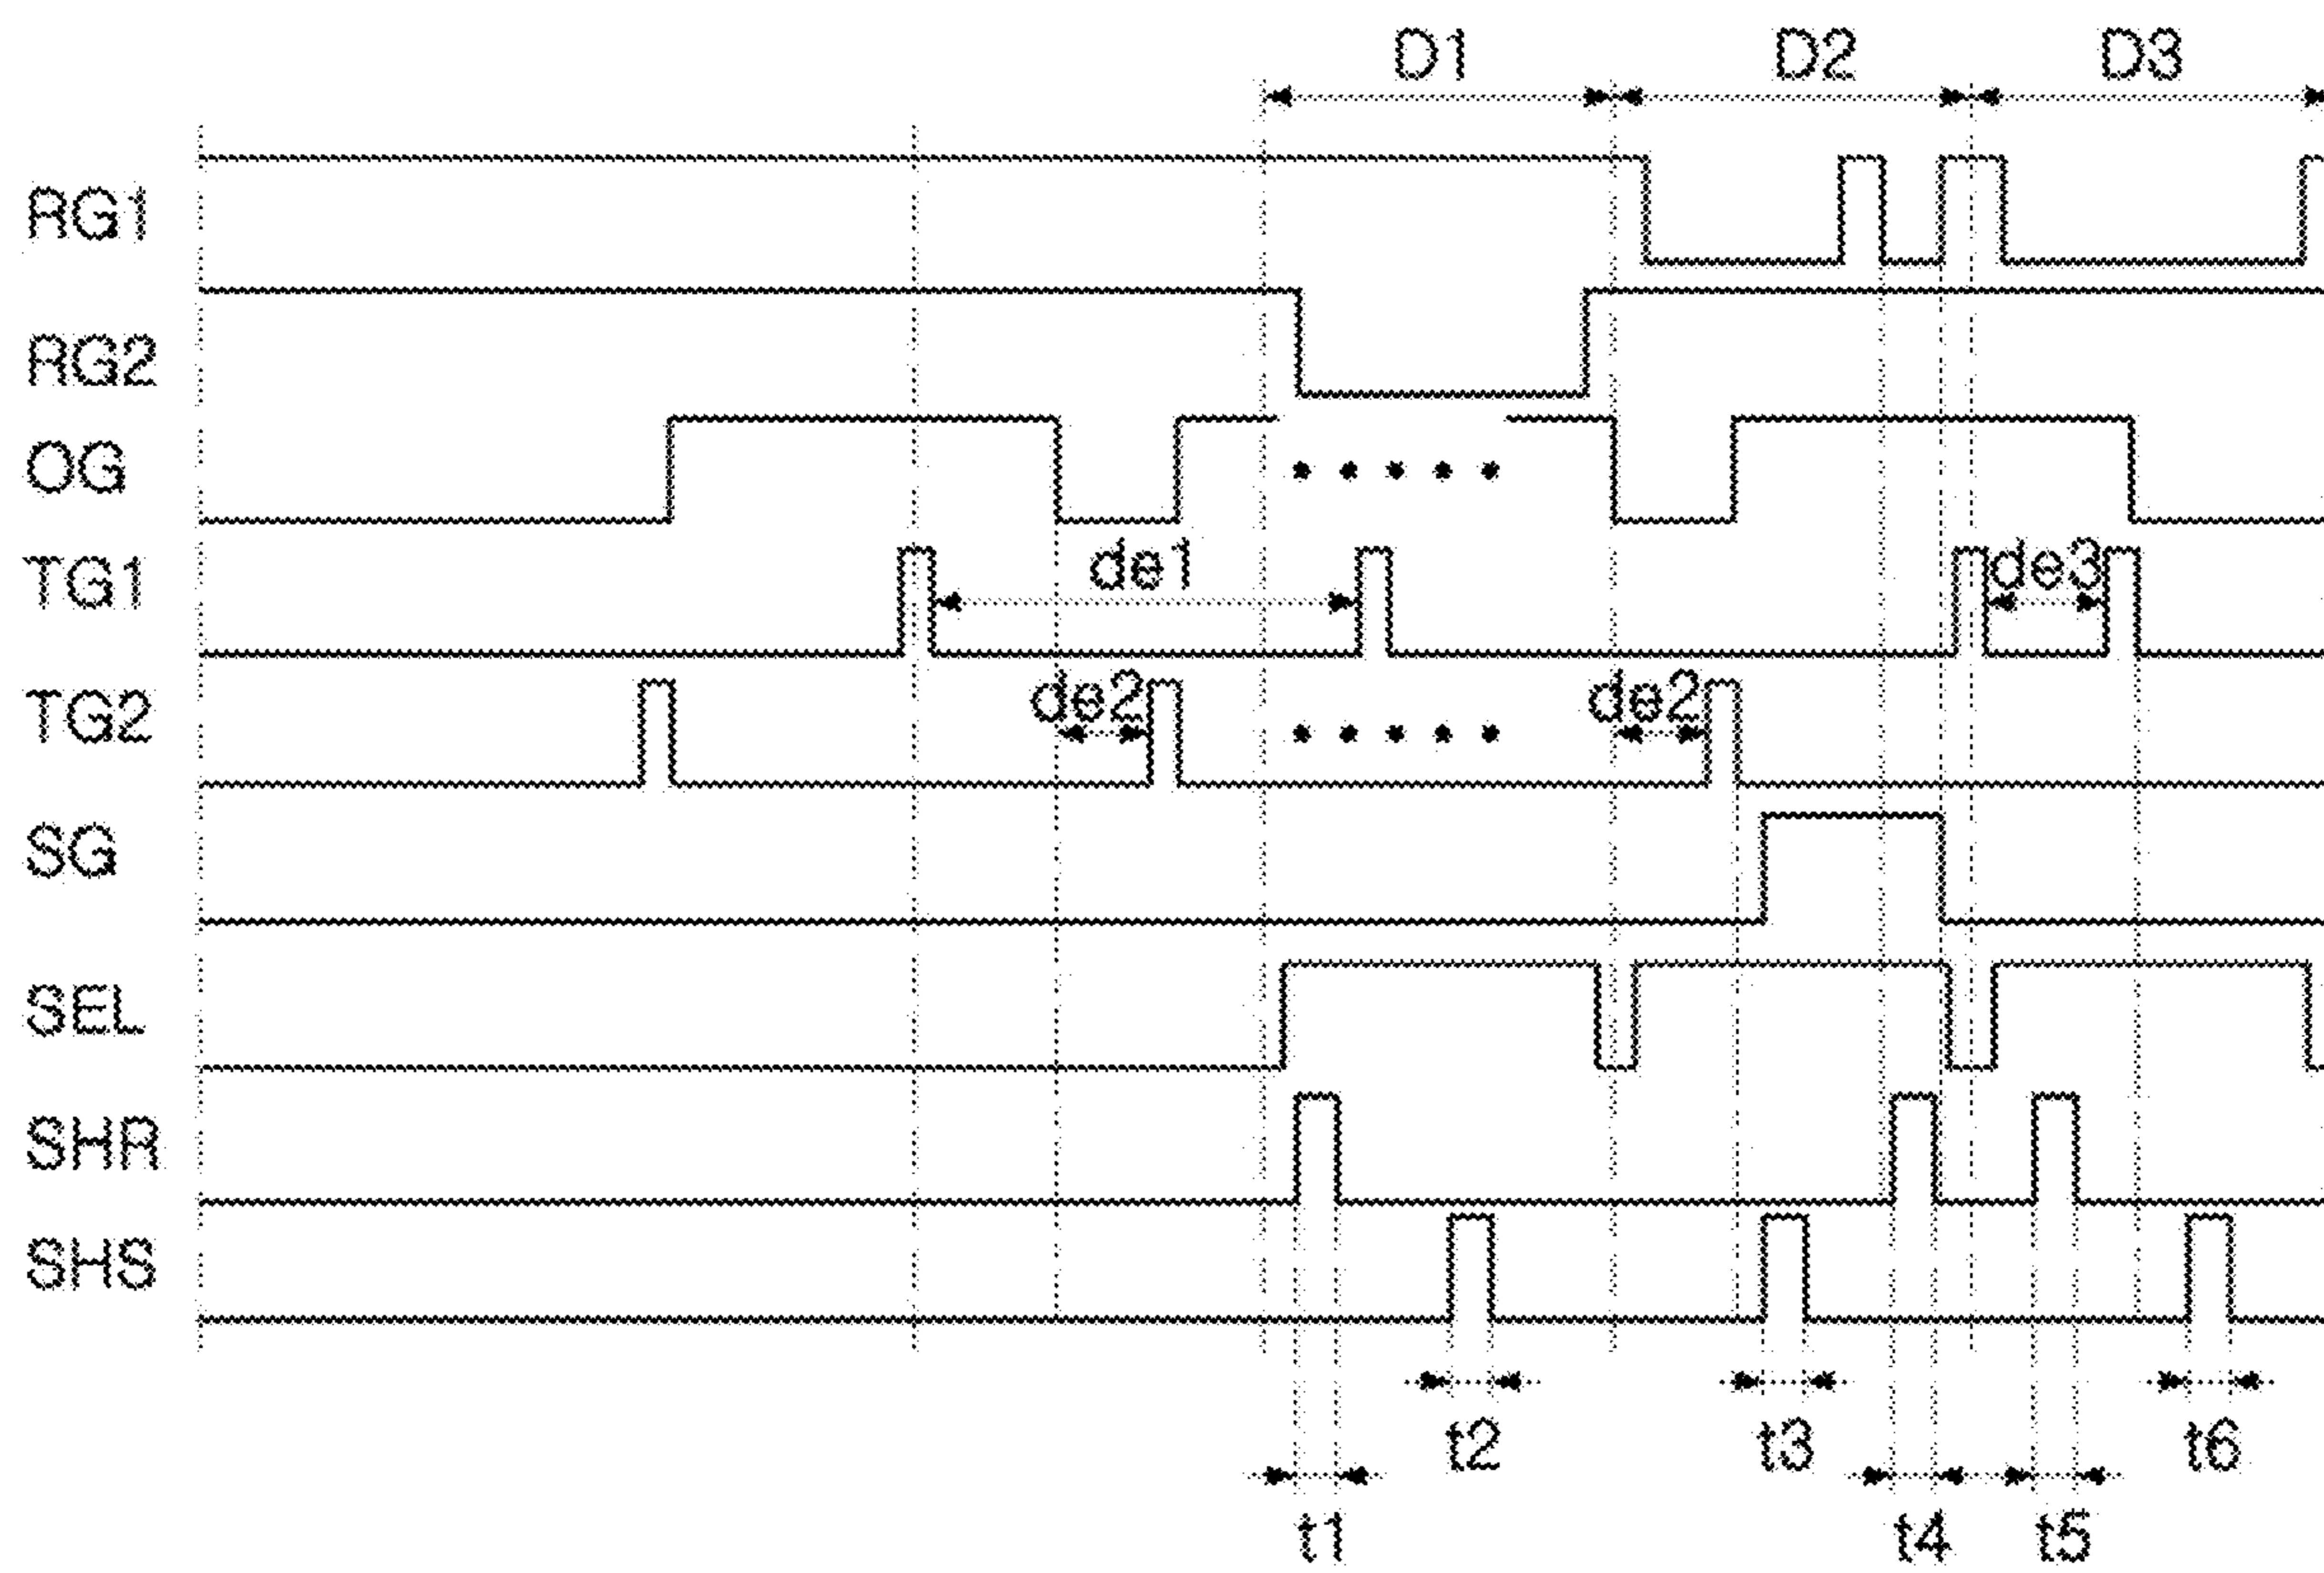 D1 D2 D3
RG1
RG2
OG
TG1 de1 de3
TG2 de2 de2
SG
SEL
SHR
SHS
t2 t3 t6
t1 t4 t5